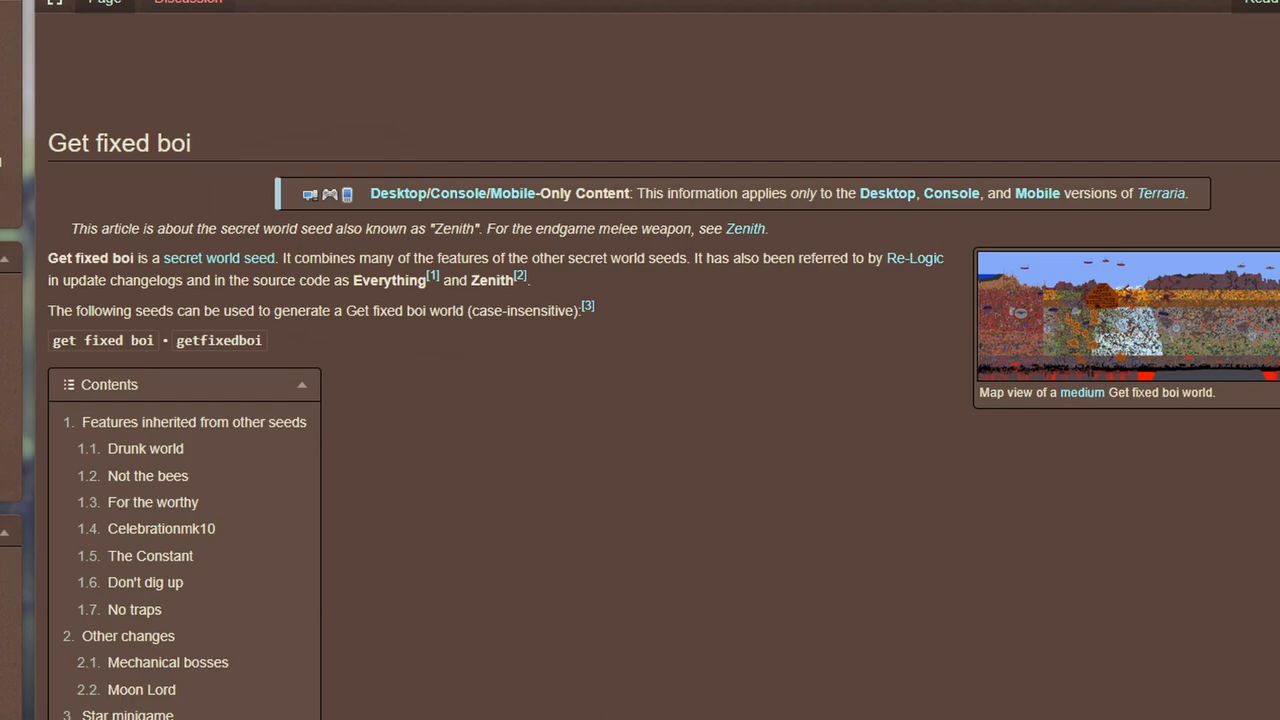 Page Discussion Read
Get fixed boi
Desktop/Console/Mobile-Only Content: This information applies only to the Desktop, Console, and Mobile versions of Terraria.
This article is about the secret world seed also known as "Zenith". For the endgame melee weapon, see Zenith.
Get fixed boi is a secret world seed. It combines many of the features of the other secret world seeds. It has also been referred to by Re-Logic
in update changelogs and in the source code as Everything[1] and Zenith[2].
The following seeds can be used to generate a Get fixed boi world (case-insensitive):[3]
get fixed boi • getfixedboi
Map view of a medium Get fixed boi world.
Contents
1. Features inherited from other seeds
1.1. Drunk world
1.2. Not the bees
1.3. For the worthy
1.4. Celebrationmk10
1.5. The Constant
1.6. Don't dig up
1.7. No traps
2. Other changes
2.1. Mechanical bosses
2.2. Moon Lord
3. Star minigame